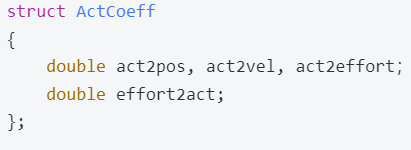 struct ActCoeff
{
    double act2pos, act2vel, act2effort;
    double effort2act;
};